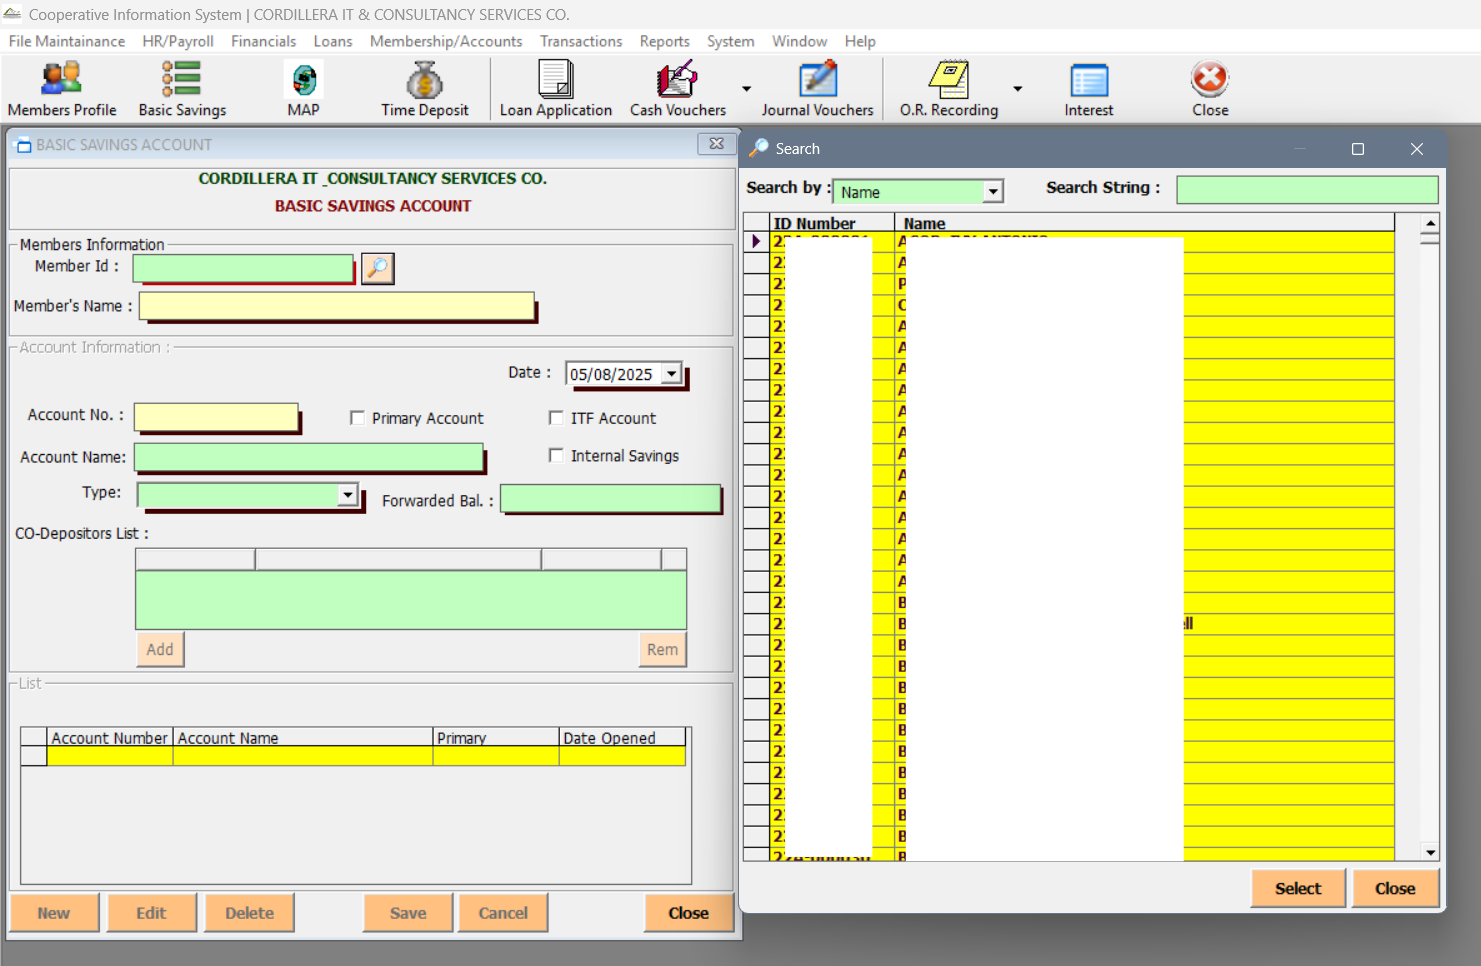 Cooperative Information System | CORDILLERA IT & CONSULTANCY SERVICES CO.
File Maintainance HR/Payroll Financials Loans Membership/Accounts Transactions Reports System Window Help
Members Profile Basic Savings MAP Time Deposit Loan Application Cash Vouchers Journal Vouchers O.R. Recording Interest Close
BASIC SAVINGS ACCOUNT
CORDILLERA IT _CONSULTANCY SERVICES CO.
BASIC SAVINGS ACCOUNT
Members Information
Member Id :
Member's Name :
Account Information :
Date : 05/08/2025
Account No. : Primary Account ITF Account
Account Name: Internal Savings
Type: Forwarded Bal. :
CO-Depositors List :
Add Rem
List
Account Number Account Name Primary Date Opened
New Edit Delete Save Cancel Close
Search
Search by : Name Search String :
ID Number Name
Select Close